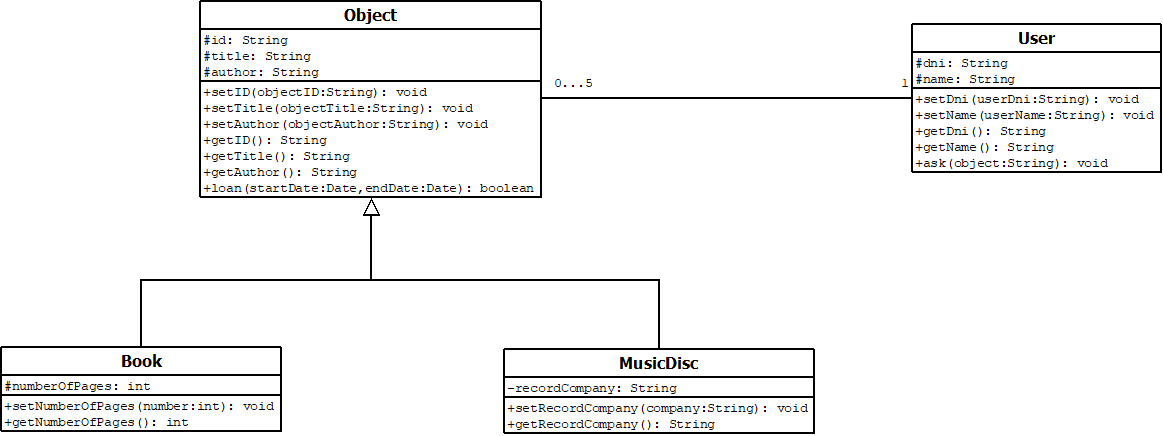 Object
#id: String
#title: String
#author: String
+setID(objectID:String): void
+setTitle(objectTitle:String): void
+setAuthor(objectAuthor:String): void
+getID(): String
+getTitle(): String
+getAuthor(): String
+loan(startDate:Date,endDate:Date): boolean
0...5
1
User
#dni: String
#name: String
+setDni(userDni:String): void
+setName(userName:String): void
+getDni(): String
+getName(): String
+ask(object:String): void
Book
#numberOfPages: int
+setNumberOfPages(number:int): void
+getNumberOfPages(): int
MusicDisc
-recordCompany: String
+setRecordCompany(company:String): void
+getRecordCompany(): String